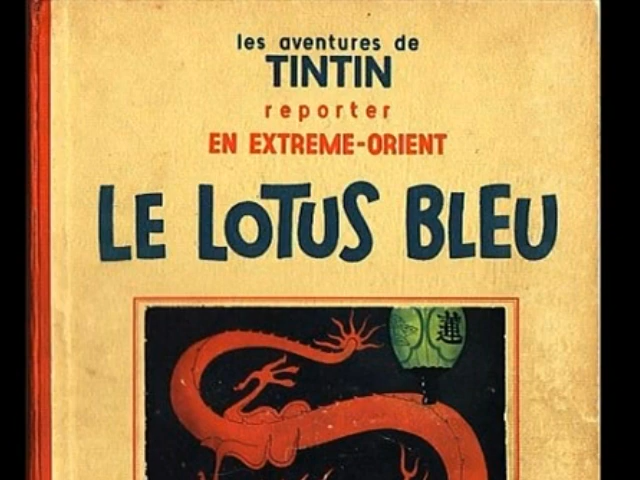 les aventures de
TINTIN
reporter
EN EXTREME-ORIENT
LE LOTUS BLEU
蓮